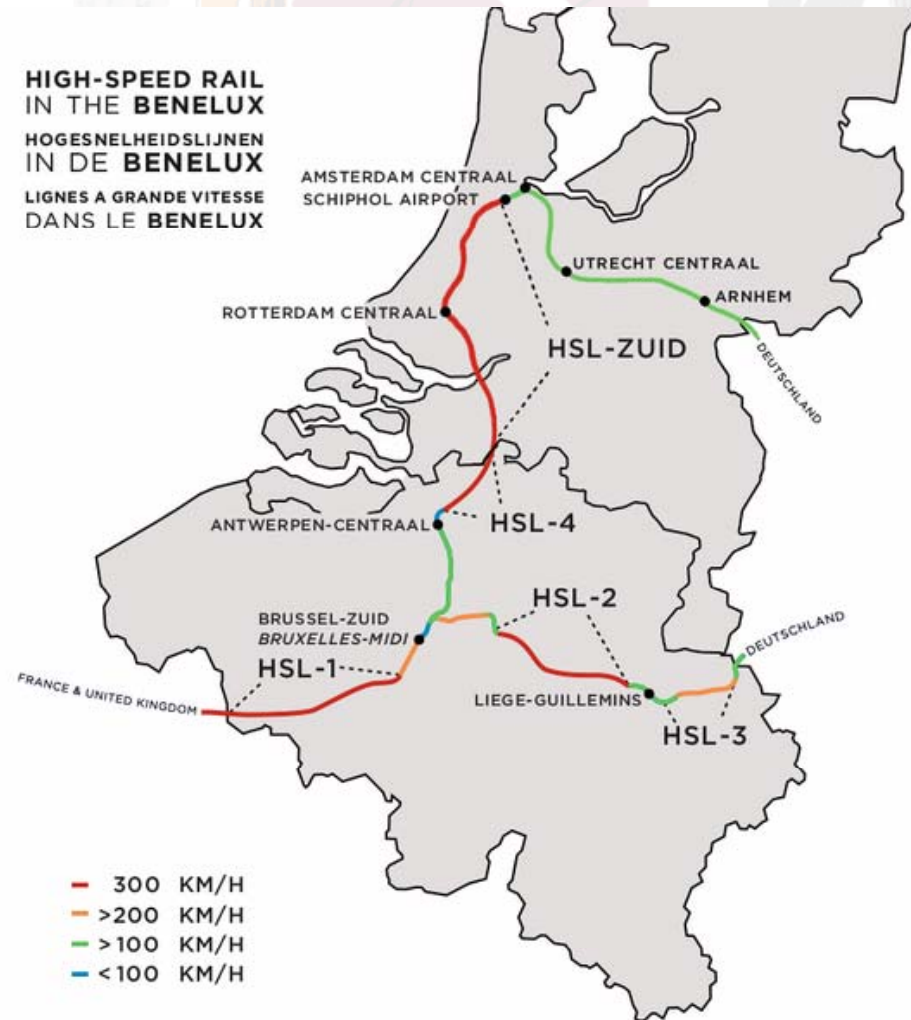 HIGH-SPEED RAIL
IN THE BENELUX
HOGESNELHEIDSLIJNEN
IN DE BENELUX
LIGNES A GRANDE VITESSE
DANS LE BENELUX
AMSTERDAM CENTRAAL
SCHIPHOL AIRPORT
UTRECHT CENTRAAL
ARNHEM
ROTTERDAM CENTRAAL
HSL-ZUID
DEUTSCHLAND
ANTWERPEN-CENTRAAL
HSL-4
HSL-2
BRUSSEL-ZUID
BRUXELLES-MIDI
DEUTSCHLAND
HSL-1
FRANCE & UNITED KINGDOM
LIEGE-GUILLEMINS
HSL-3
300 KM/H
>200 KM/H
>100 KM/H
<100 KM/H